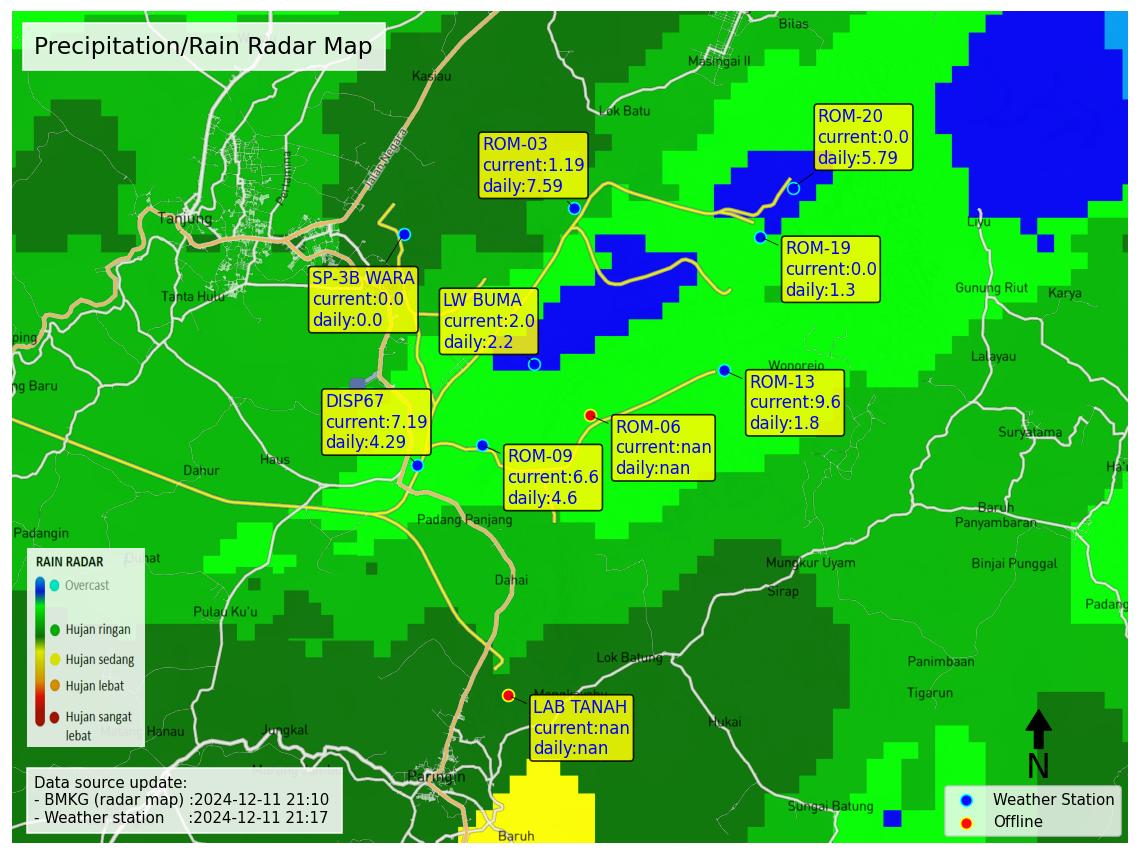 Precipitation/Rain Radar Map
Bilas
Masingai II
Kasiau
Lok Batu
Jalan Negara
Pertamina
Tanjung
Tanta Hulu
ROM-20
current:0.0
daily:5.79
ROM-03
current:1.19
daily:7.59
ROM-19
current:0.0
daily:1.3
Liyu
SP-3B WARA
current:0.0
daily:0.0
LW BUMA
current:2.0
daily:2.2
Gunung Riut
Karya
ping
Lalayau
ng Baru
Wonorejo
ROM-13
current:9.6
daily:1.8
DISP67
current:7.19
daily:4.29
ROM-06
current:nan
daily:nan
Suryatama
ROM-09
current:6.6
daily:4.6
Haus
Dahur
Padang Panjang
Baruh
Panyambaran
Padangin
Mungkur Uyam
Binjai Punggal
Dahai
Sirap
Padang
Pulau Ku'u
RAIN RADAR
Overcast
Hujan ringan
Hujan sedang
Hujan lebat
Hujan sangat
lebat
Lok Batung
Panimbaan
Tigarun
LAB TANAH
current:nan
daily:nan
Hukai
Hanau
Jungkal
Paringin
Sungai Batung
Baruh
N
Data source update:
- BMKG (radar map) :2024-12-11 21:10
- Weather station :2024-12-11 21:17
Weather Station
Offline